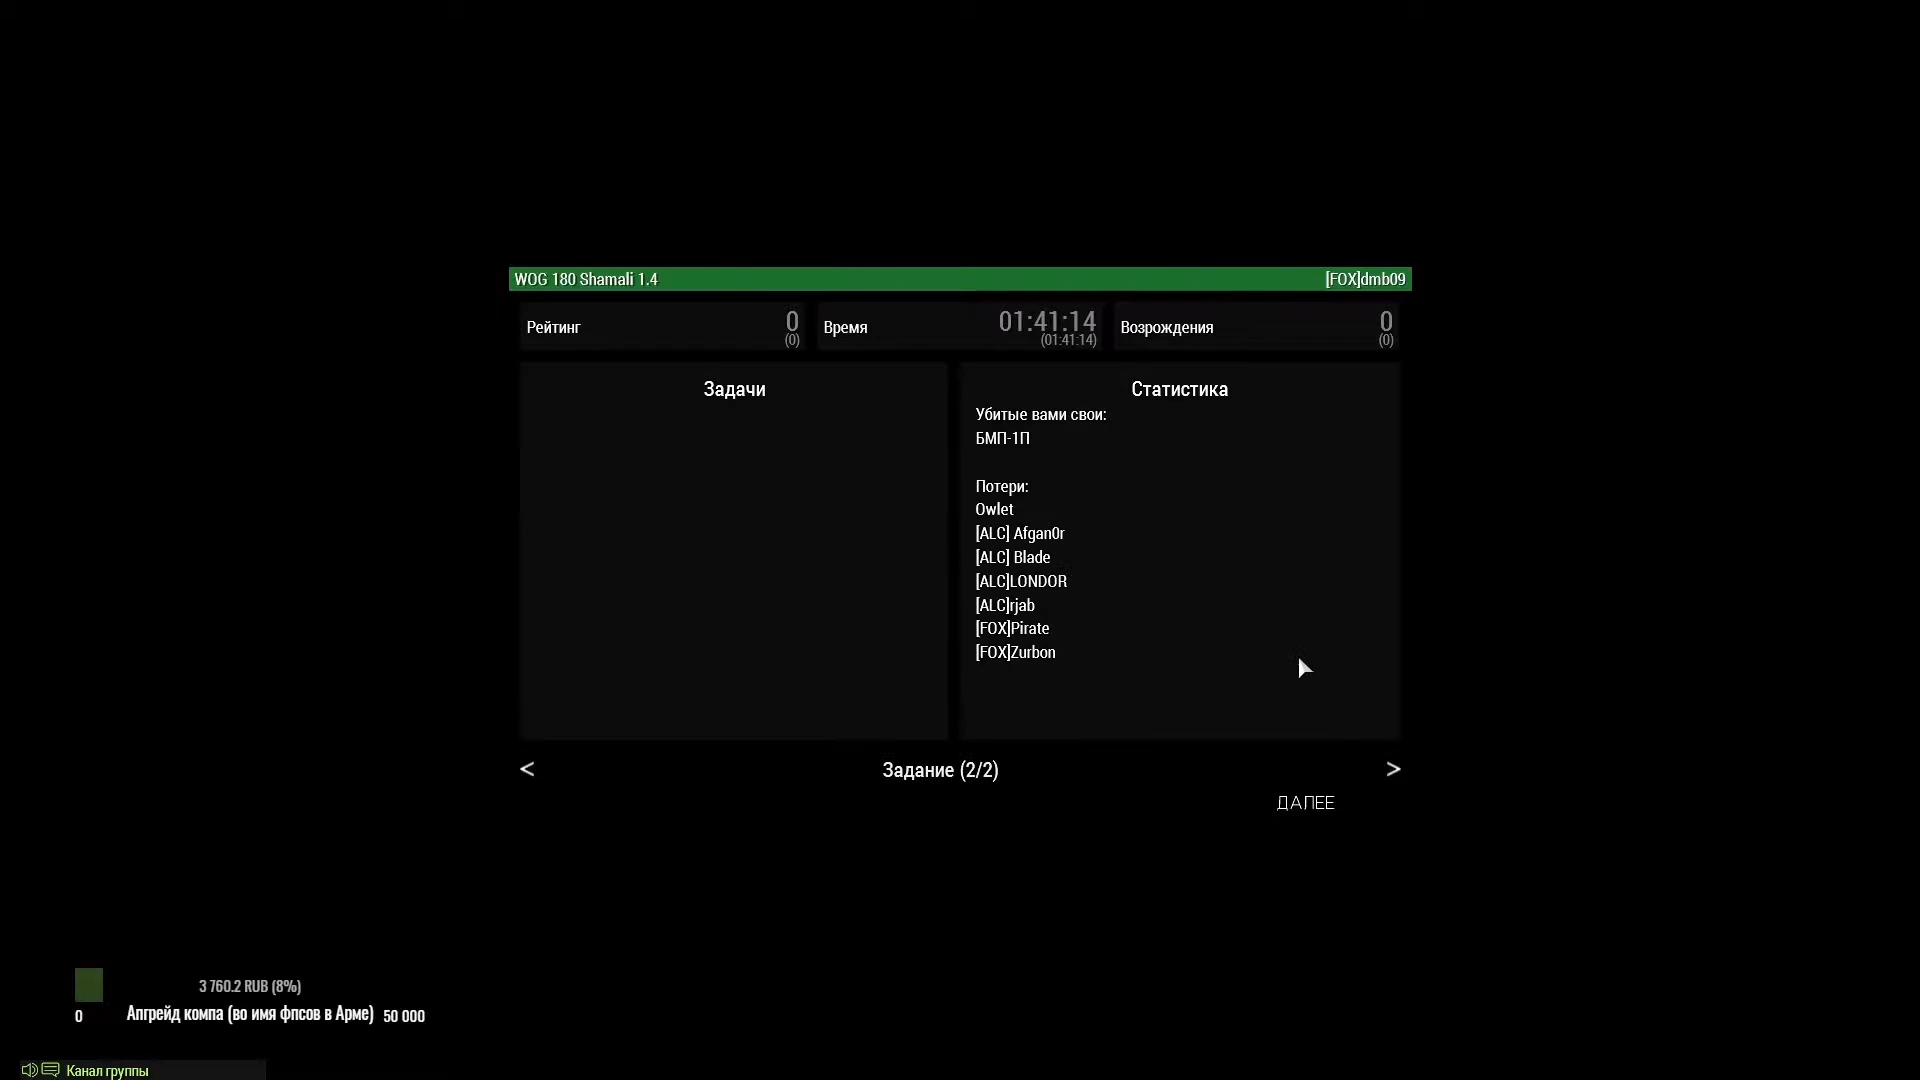 WOG 180 Shamali 1.4 [FOX]dmb09
Рейтинг 0 (0) Время 01:41:14 (01:41:14) Возрождения 0 (0)
Задачи
Статистика
Убитые вами свои:
БМП-1П
Потери:
Owlet
[ALC] Afgan0r
[ALC] Blade
[ALC]LONDOR
[ALC]rjab
[FOX]Pirate
[FOX]Zurbon
< Задание (2/2) >
ДАЛЕЕ
3 760.2 RUB (8%)
0 Апгрейд компа (во имя фпсов в Арме) 50 000
Канал группы